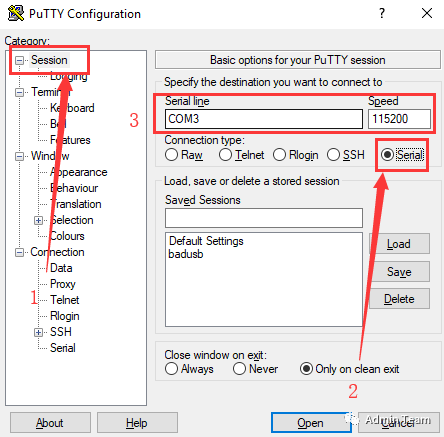 PuTTY Configuration
Category:
Session
Logging
Terminal
Keyboard
Bell
Features
Window
Appearance
Behaviour
Translation
Selection
Colours
Connection
Data
Proxy
Telnet
Rlogin
SSH
Serial
1
Basic options for your PuTTY session
Specify the destination you want to connect to
3
Serial line Speed
COM3 115200
Connection type:
Raw Telnet Rlogin SSH Serial
Load, save or delete a stored session
Saved Sessions
Default Settings
badusb
Load
Save
Delete
Close window on exit:
Always Never Only on clean exit
2
About Help Open Cancel
Admin Team